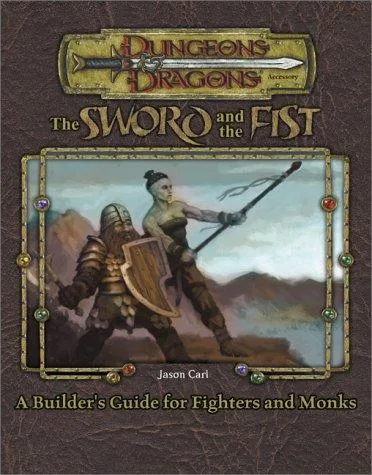 DUNGEONS
& DRAGONS
Accessory
The SWORD and the FIST
Jason Carl
A Builder's Guide for Fighters and Monks